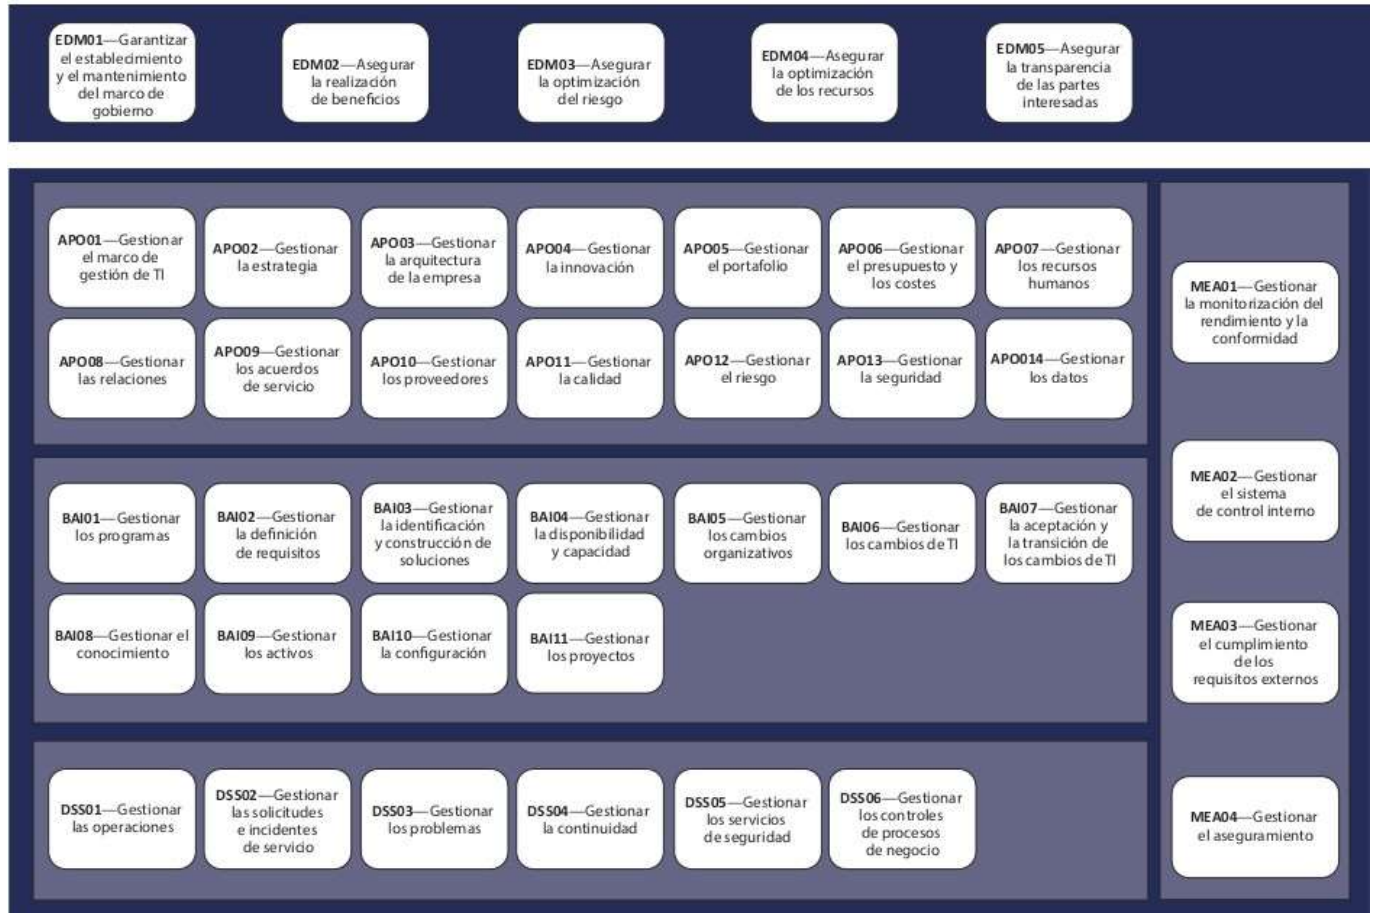 EDM01—Garantizar
el establecimiento
y el mantenimiento
del marco de
gobierno
EDM02—Asegurar
la realización
de beneficios
EDM03—Asegurar
la optimización
del riesgo
EDM04—Asegurar
la optimización
de los recursos
EDM05—Asegurar
la transparencia
de las partes
interesadas
APO01—Gestionar
el marco de
gestión de TI
APO02—Gestionar
la estrategia
APO03—Gestionar
la arquitectura
de la empresa
APO04—Gestionar
la innovación
APO05—Gestionar
el portafolio
APO06—Gestionar
el presupuesto y
los costes
APO07—Gestionar
los recursos
humanos
APO08—Gestionar
las relaciones
APO09—Gestionar
los acuerdos
de servicio
APO10—Gestionar
los proveedores
APO11—Gestionar
la calidad
APO12—Gestionar
el riesgo
APO13—Gestionar
la seguridad
APO014—Gestionar
los datos
BAI01—Gestionar
los programas
BAI02—Gestionar
la definición
de requisitos
BAI03—Gestionar
la identificación
y construcción de
soluciones
BAI04—Gestionar
la disponibilidad
y capacidad
BAI05—Gestionar
los cambios
organizativos
BAI06—Gestionar
los cambios de TI
BAI07—Gestionar
la aceptación y
la transición de
los cambios de TI
BAI08—Gestionar el
conocimiento
BAI09—Gestionar
los activos
BAI10—Gestionar
la configuración
BAI11—Gestionar
los proyectos
DSS01—Gestionar
las operaciones
DSS02—Gestionar
las solicitudes
e incidentes
de servicio
DSS03—Gestionar
los problemas
DSS04—Gestionar
la continuidad
DSS05—Gestionar
los servicios
de seguridad
DSS06—Gestionar
los controles
de procesos
de negocio
MEA01—Gestionar
la monitorización del
rendimiento y la
conformidad
MEA02—Gestionar
el sistema
de control interno
MEA03—Gestionar
el cumplimiento
de los
requisitos externos
MEA04—Gestionar
el aseguramiento